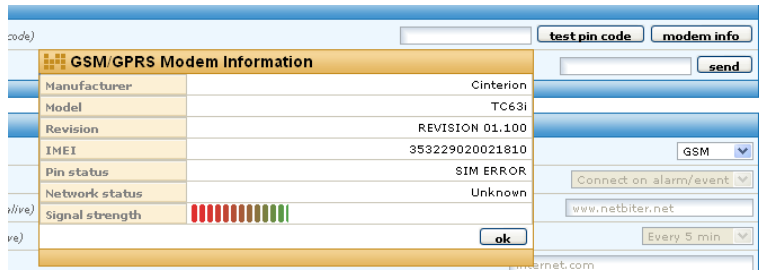 code) test pin code modem info
GSM/GPRS Modem Information
send
Manufacturer Cinterion
Model TC63i
Revision REVISION 01.100
IMEI 353229020021810
GSM
Pin status SIM ERROR
Connect on alarm/event
Network status Unknown
alive) www.netbiter.net
Signal strength
ve) Every 5 min
ok
internet.com